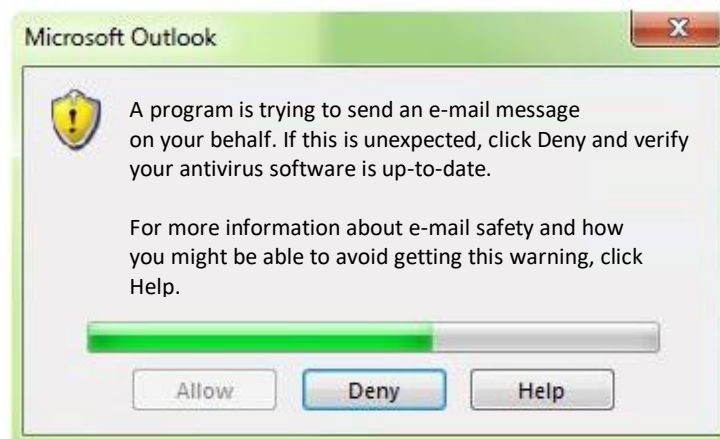 Microsoft Outlook
A program is trying to send an e-mail message
on your behalf. If this is unexpected, click Deny and verify
your antivirus software is up-to-date.
For more information about e-mail safety and how
you might be able to avoid getting this warning, click
Help.
Allow
Deny
Help